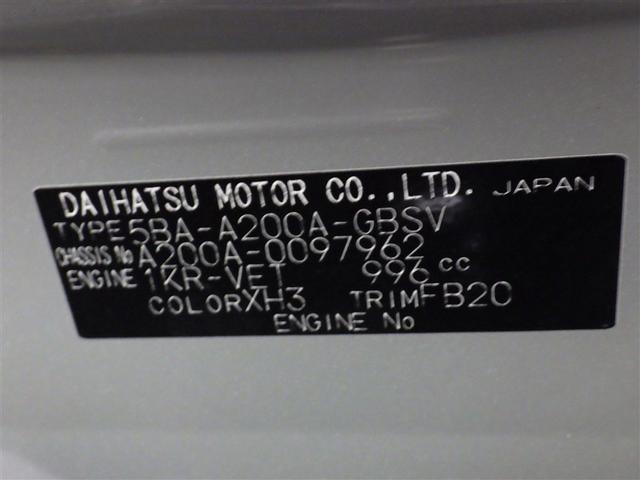 DAIHATSU MOTOR CO.,LTD. JAPAN
TYPE 5BA-A200A-GBSV
CHASSIS No A200A-0097962
ENGINE 1KR-VET 996 cc
COLOR XH3 TRIM FB20
ENGINE No